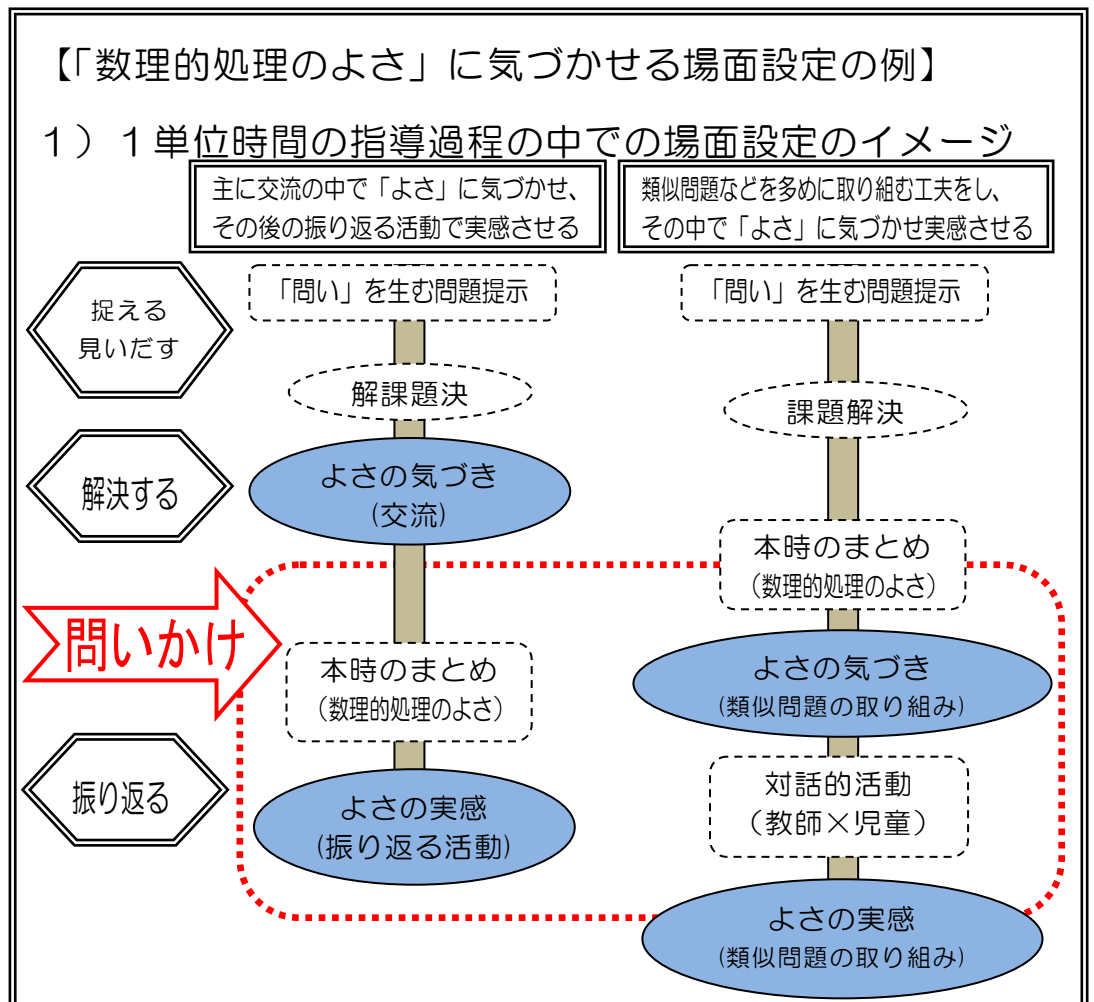 【「数理的処理のよさ」に気づかせる場面設定の例】
１）１単位時間の指導過程の中での場面設定のイメージ
主に交流の中で「よさ」に気づかせ、
その後の振り返る活動で実感させる
類似問題などを多めに取り組む工夫をし、
その中で「よさ」に気づかせ実感させる
捉える
見いだす
解決する
問いかけ
振り返る
「問い」を生む問題提示
解課題決
よさの気づき
(交流)
本時のまとめ
（数理的処理のよさ）
よさの実感
(振り返る活動)
「問い」を生む問題提示
課題解決
本時のまとめ
（数理的処理のよさ）
よさの気づき
(類似問題の取り組み)
対話的活動
（教師×児童）
よさの実感
(類似問題の取り組み)